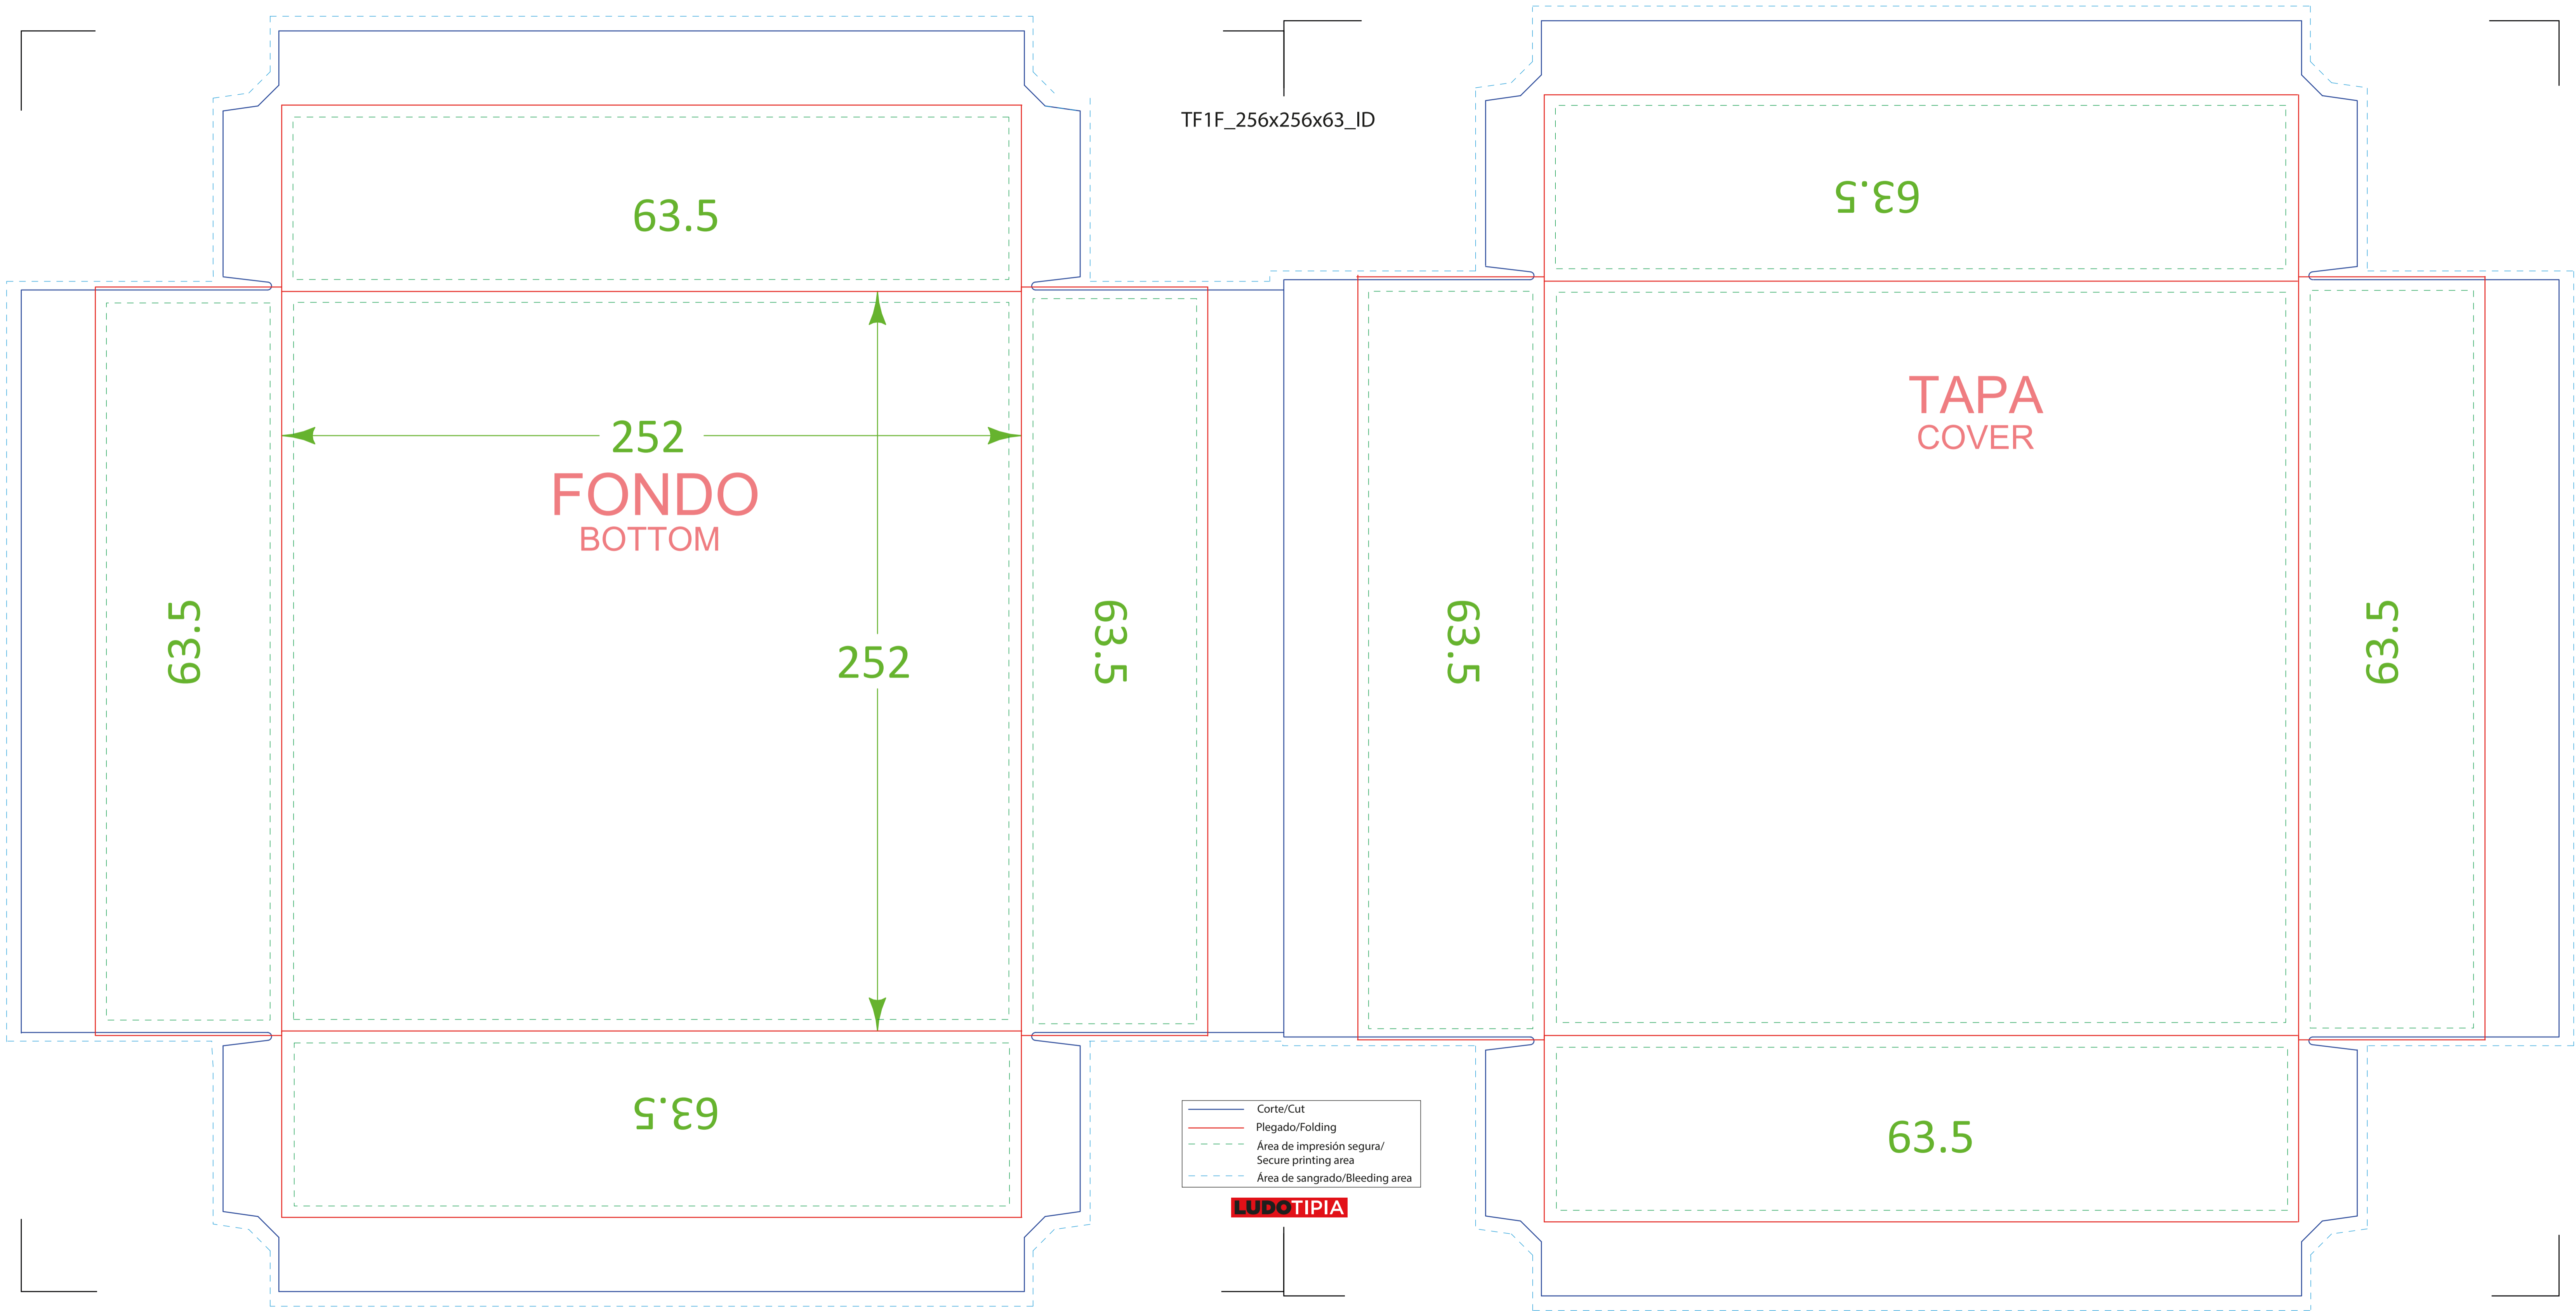 TF1F_256x256x63_ID
63.5
252
FONDO
BOTTOM
63.5
252
63.5
63.5
63.5
TAPA
COVER
63.5
63.5
63.5
Corte/Cut
Plegado/Folding
Área de impresión segura/
Secure printing area
Área de sangrado/Bleeding area
LUDOTIPIA